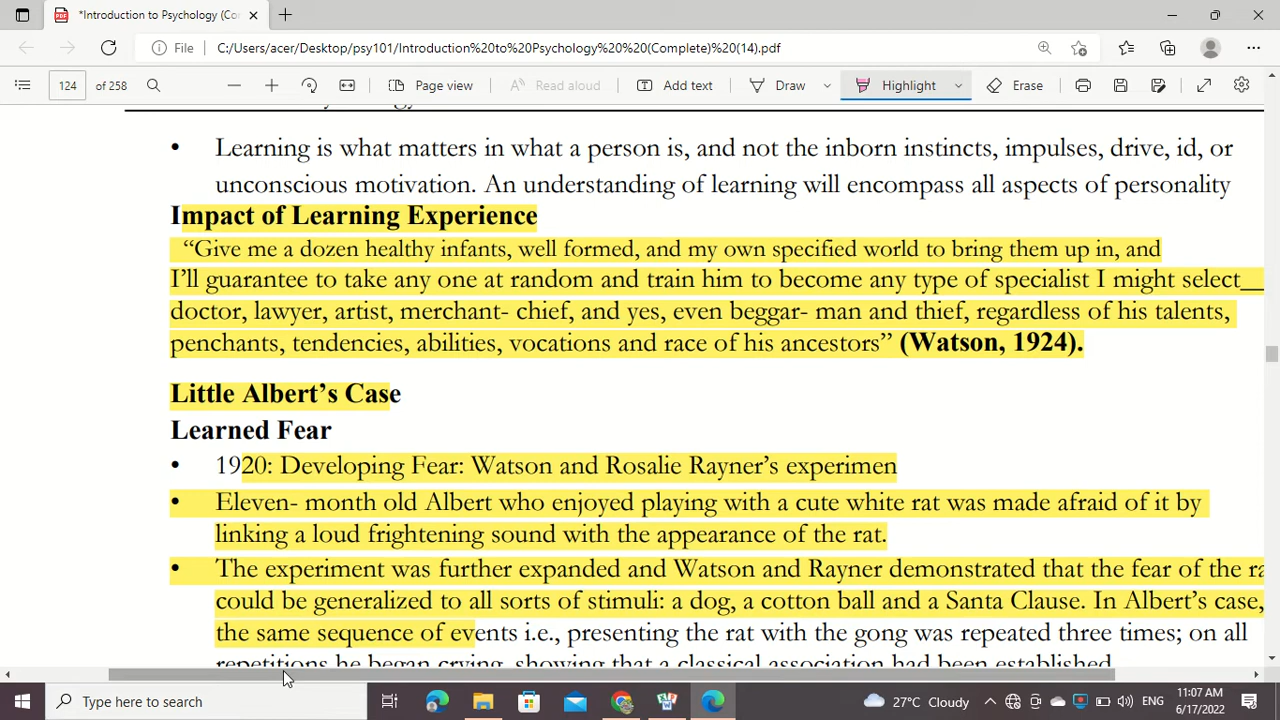 *Introduction to Psychology (Co
File C:/Users/acer/Desktop/psy101/Introduction%20to%20Psychology%20%20(Complete)%20(14).pdf
124 of 258 Page view Read aloud Add text Draw Highlight Erase
• Learning is what matters in what a person is, and not the inborn instincts, impulses, drive, id, or
unconscious motivation. An understanding of learning will encompass all aspects of personality
Impact of Learning Experience
“Give me a dozen healthy infants, well formed, and my own specified world to bring them up in, and
I’ll guarantee to take any one at random and train him to become any type of specialist I might select__
doctor, lawyer, artist, merchant- chief, and yes, even beggar- man and thief, regardless of his talents,
penchants, tendencies, abilities, vocations and race of his ancestors” (Watson, 1924).
Little Albert’s Case
Learned Fear
• 1920: Developing Fear: Watson and Rosalie Rayner’s experimen
• Eleven- month old Albert who enjoyed playing with a cute white rat was made afraid of it by
linking a loud frightening sound with the appearance of the rat.
• The experiment was further expanded and Watson and Rayner demonstrated that the fear of the ra
could be generalized to all sorts of stimuli: a dog, a cotton ball and a Santa Clause. In Albert’s case,
the same sequence of events i.e., presenting the rat with the gong was repeated three times; on all
repetitions he began crying, showing that a classical association had been established.
Type here to search 27°C Cloudy ENG 11:07 AM
6/17/2022